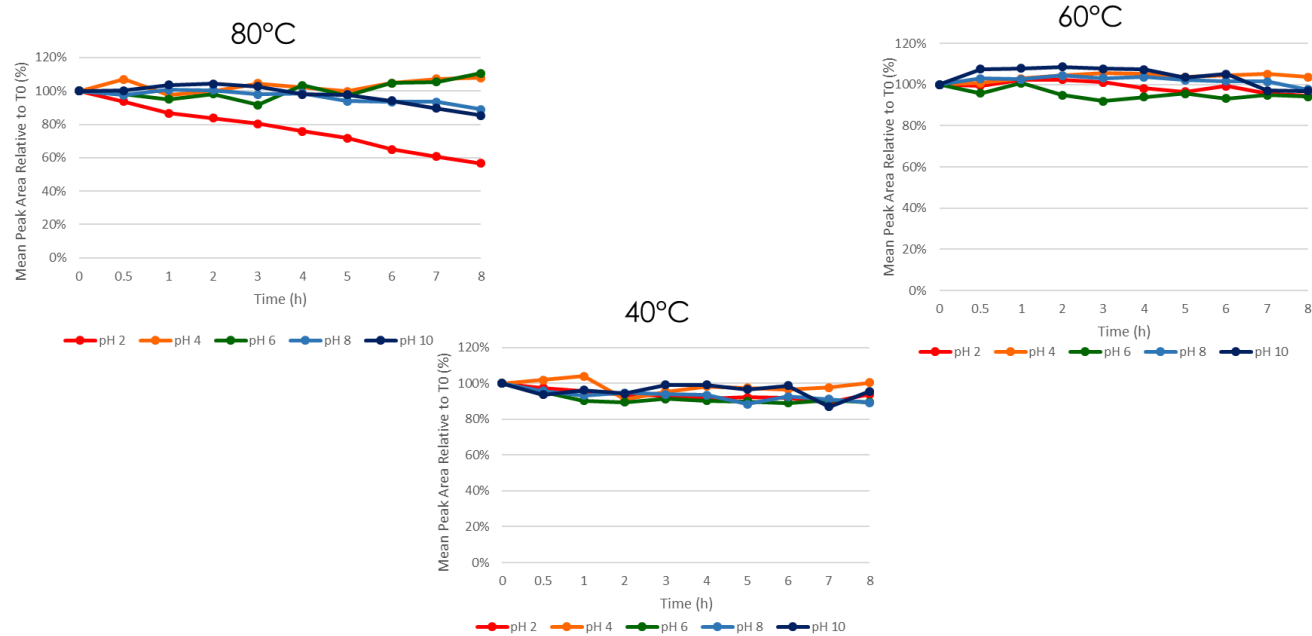 80°C
Mean Peak Area Relative to T0 (%)
120%
100%
80%
60%
40%
20%
0%
0 0.5 1 2 3 4 5 6 7 8
Time (h)
pH 2 pH 4 pH 6 pH 8 pH 10
60°C
Mean Peak Area Relative to T0 (%)
120%
100%
80%
60%
40%
20%
0%
0 0.5 1 2 3 4 5 6 7 8
Time (h)
pH 2 pH 4 pH 6 pH 8 pH 10
40°C
Mean Peak Area Relative to T0 (%)
120%
100%
80%
60%
40%
20%
0%
0 0.5 1 2 3 4 5 6 7 8
Time (h)
pH 2 pH 4 pH 6 pH 8 pH 10